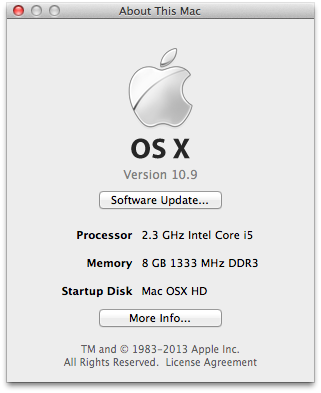 About This Mac
OS X
Version 10.9
Software Update...
Processor 2.3 GHz Intel Core i5
Memory 8 GB 1333 MHz DDR3
Startup Disk Mac OSX HD
More Info...
TM and © 1983-2013 Apple Inc.
All Rights Reserved. License Agreement